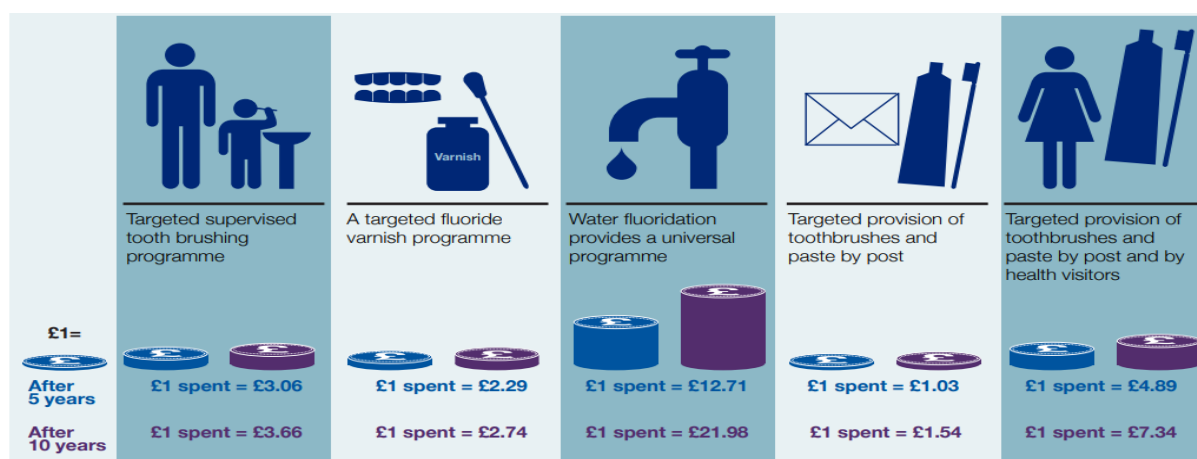 Varnish
Targeted supervised
tooth brushing
programme
A targeted fluoride
varnish programme
Water fluoridation
provides a universal
programme
Targeted provision of
toothbrushes and
paste by post
Targeted provision of
toothbrushes and
paste by post and by
health visitors
£1=
£
£ £
£ £
£ £
£ £
£ £
After
5 years
£1 spent = £3.06
£1 spent = £2.29
£1 spent = £12.71
£1 spent = £1.03
£1 spent = £4.89
After
10 years
£1 spent = £3.66
£1 spent = £2.74
£1 spent = £21.98
£1 spent = £1.54
£1 spent = £7.34